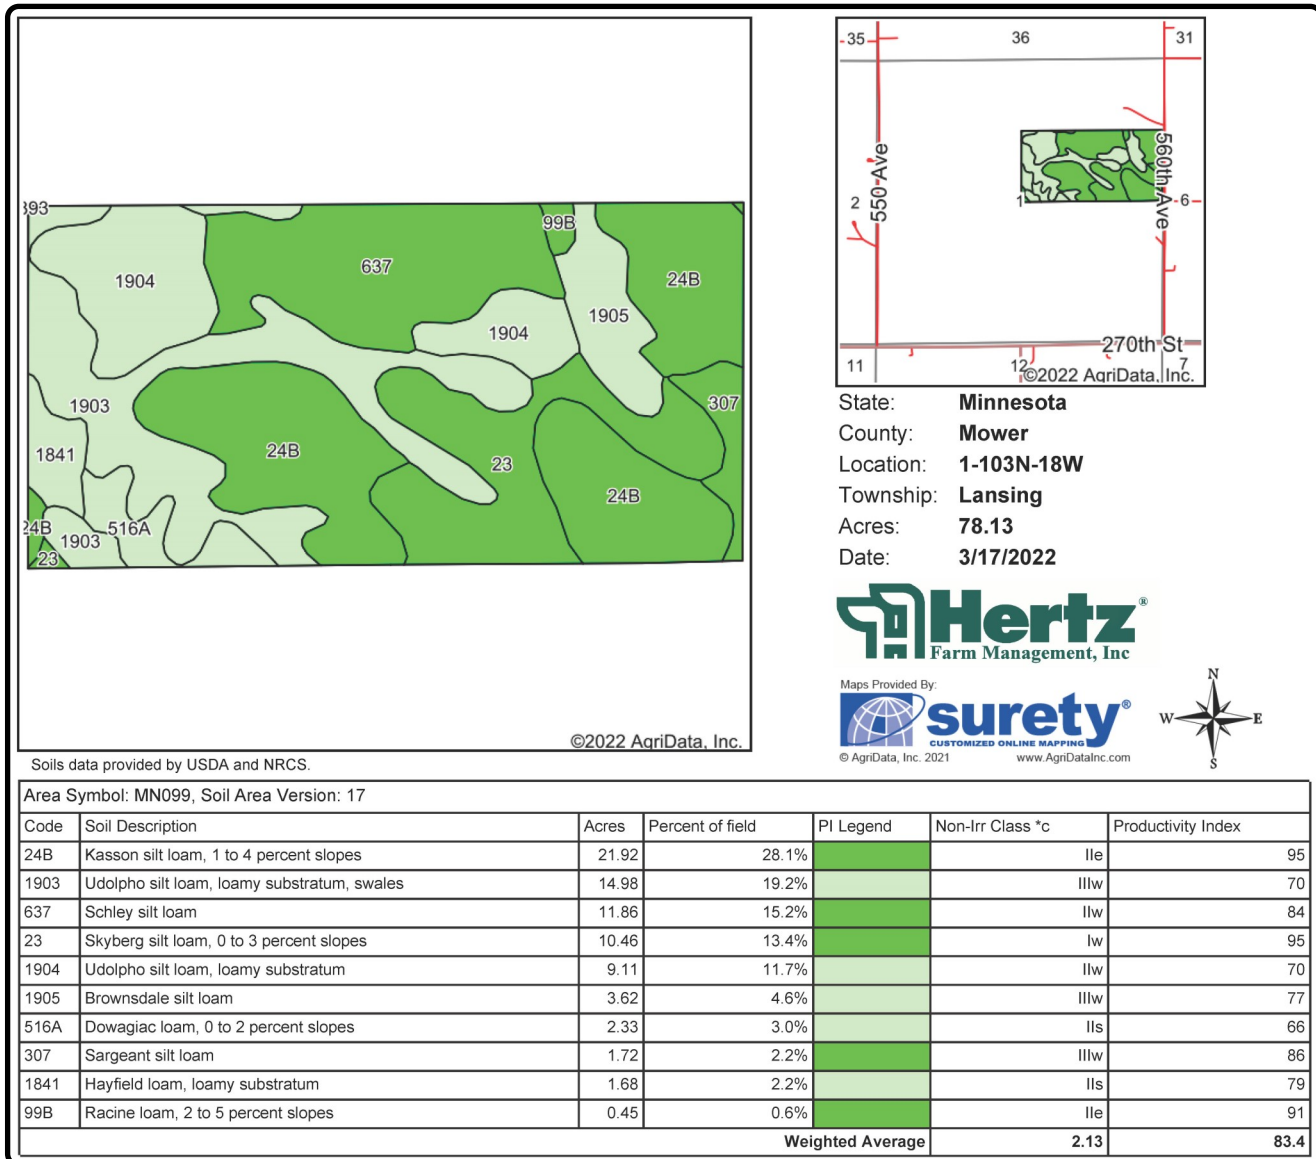 393
1904
637
99B
24B
1905
1904
1903
307
1841
24B
23
24B
24B
1903
516A
23
©2022 AgriData, Inc.
Soils data provided by USDA and NRCS.
35
36
31
550 Ave
560th Ave
2
1
6
270th St
11
12
7
©2022 AgriData, Inc.
State: Minnesota
County: Mower
Location: 1-103N-18W
Township: Lansing
Acres: 78.13
Date: 3/17/2022
Hertz®
Farm Management, Inc
Maps Provided By:
surety®
CUSTOMIZED ONLINE MAPPING
© AgriData, Inc. 2021 www.AgriDataInc.com
N
W E
S
Area Symbol: MN099, Soil Area Version: 17
Code Soil Description Acres Percent of field PI Legend Non-Irr Class *c Productivity Index
24B Kasson silt loam, 1 to 4 percent slopes 21.92 28.1% IIe 95
1903 Udolpho silt loam, loamy substratum, swales 14.98 19.2% IIIw 70
637 Schley silt loam 11.86 15.2% IIw 84
23 Skyberg silt loam, 0 to 3 percent slopes 10.46 13.4% Iw 95
1904 Udolpho silt loam, loamy substratum 9.11 11.7% IIw 70
1905 Brownsdale silt loam 3.62 4.6% IIIw 77
516A Dowagiac loam, 0 to 2 percent slopes 2.33 3.0% IIs 66
307 Sargeant silt loam 1.72 2.2% IIIw 86
1841 Hayfield loam, loamy substratum 1.68 2.2% IIs 79
99B Racine loam, 2 to 5 percent slopes 0.45 0.6% IIe 91
Weighted Average 2.13 83.4